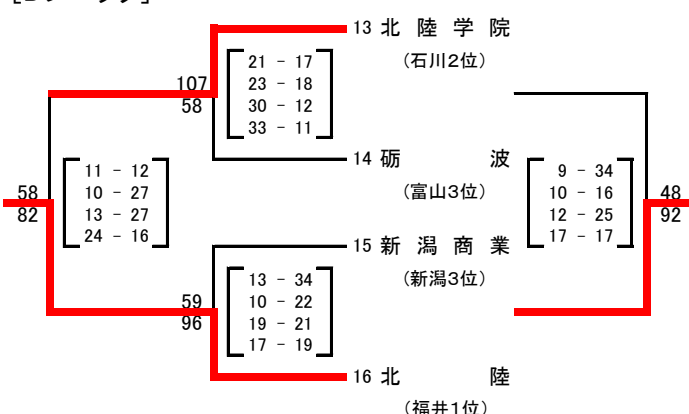 13 北陸学院
(石川2位)
107
58
21 - 17
23 - 18
30 - 12
33 - 11
14 砺波
(富山3位)
58
82
11 - 12
10 - 27
13 - 27
24 - 16
9 - 34
10 - 16
12 - 25
17 - 17
48
92
15 新潟商業
(新潟3位)
59
96
13 - 34
10 - 22
19 - 21
17 - 19
16 北陸
(福井1位)